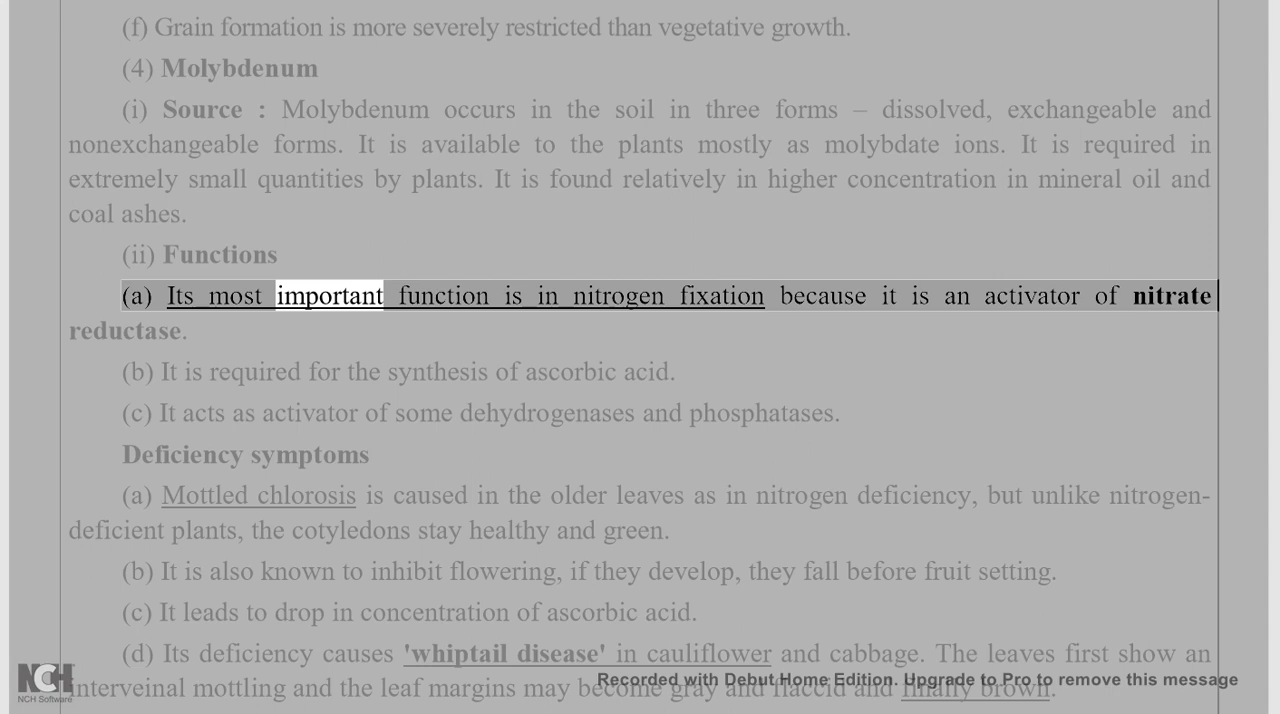 (f) Grain formation is more severely restricted than vegetative growth.
(4) Molybdenum
(i) Source : Molybdenum occurs in the soil in three forms – dissolved, exchangeable and
nonexchangeable forms. It is available to the plants mostly as molybdate ions. It is required in
extremely small quantities by plants. It is found relatively in higher concentration in mineral oil and
coal ashes.
(ii) Functions
(a) Its most important function is in nitrogen fixation because it is an activator of nitrate
reductase.
(b) It is required for the synthesis of ascorbic acid.
(c) It acts as activator of some dehydrogenases and phosphatases.
Deficiency symptoms
(a) Mottled chlorosis is caused in the older leaves as in nitrogen deficiency, but unlike nitrogen-
deficient plants, the cotyledons stay healthy and green.
(b) It is also known to inhibit flowering, if they develop, they fall before fruit setting.
(c) It leads to drop in concentration of ascorbic acid.
(d) Its deficiency causes 'whiptail disease' in cauliflower and cabbage. The leaves first show an
interveinal mottling and the leaf margins may become gray and flaccid and finally brown.
NCH
NCH Software
Recorded with Debut Home Edition. Upgrade to Pro to remove this message